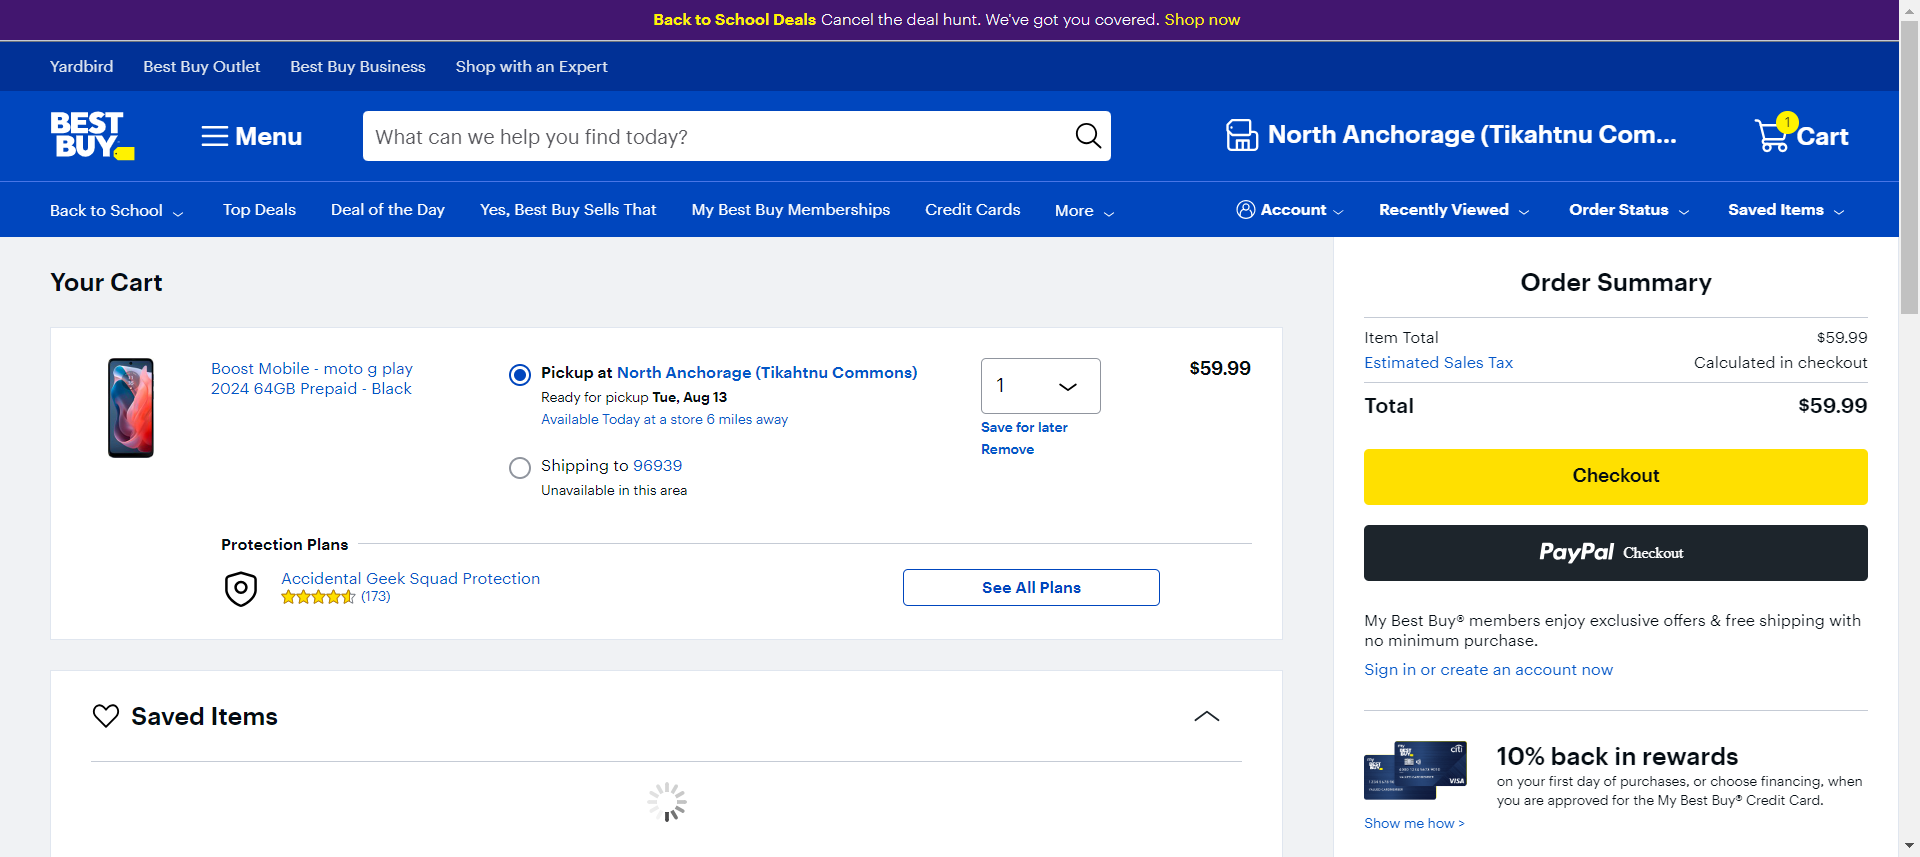 Back to School Deals Cancel the deal hunt. We've got you covered. Shop now
Yardbird Best Buy Outlet Best Buy Business Shop with an Expert
BEST BUY
Menu
What can we help you find today?
North Anchorage (Tikahtnu Com...
1
Cart
Back to School Top Deals Deal of the Day Yes, Best Buy Sells That My Best Buy Memberships Credit Cards More
Account Recently Viewed Order Status Saved Items
Your Cart
Boost Mobile - moto g play
2024 64GB Prepaid - Black
Pickup at North Anchorage (Tikahtnu Commons)
Ready for pickup Tue, Aug 13
Available Today at a store 6 miles away
Shipping to 96939
Unavailable in this area
1
Save for later
Remove
$59.99
Protection Plans
Accidental Geek Squad Protection
(173)
See All Plans
Saved Items
Order Summary
Item Total $59.99
Estimated Sales Tax Calculated in checkout
Total $59.99
Checkout
PayPal Checkout
My Best Buy® members enjoy exclusive offers & free shipping with
no minimum purchase.
Sign in or create an account now
10% back in rewards
on your first day of purchases, or choose financing, when
you are approved for the My Best Buy® Credit Card.
Show me how >